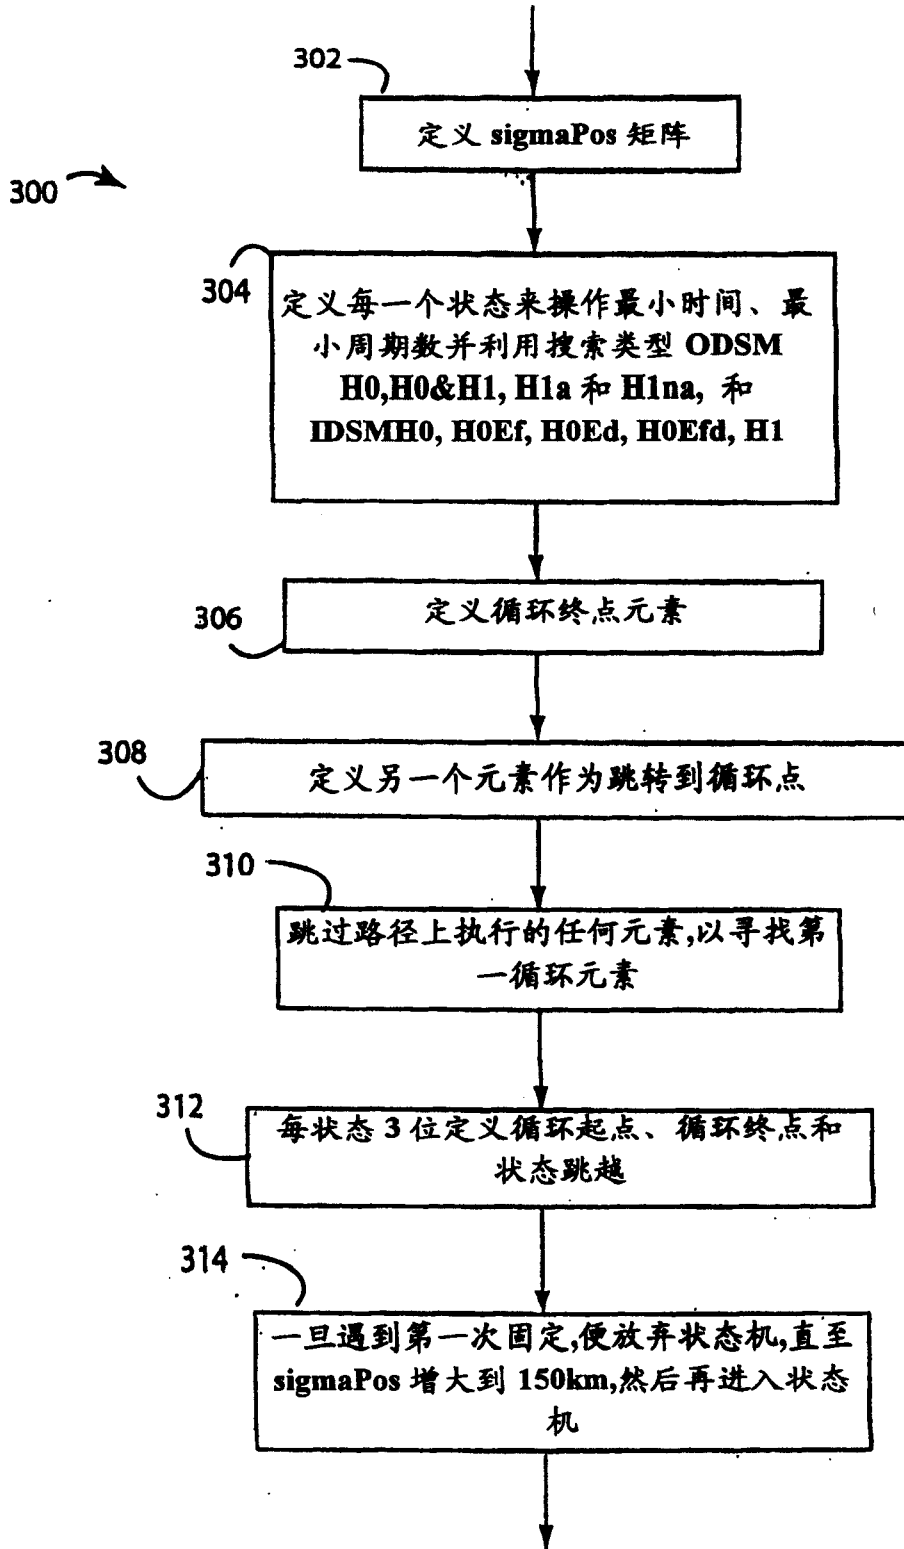 302
定义 sigmaPos 矩阵
300
304
定义每一个状态来操作最小时间、最
小周期数并利用搜索类型 ODSM
H0,H0&H1, H1a 和 H1na, 和
IDSMH0, H0Ef, H0Ed, H0Efd, H1
306
定义循环终点元素
308
定义另一个元素作为跳转到循环点
310
跳过路径上执行的任何元素,以寻找第
一循环元素
312
每状态 3 位定义循环起点、循环终点和
状态跳越
314
一旦遇到第一次固定,便放弃状态机,直至
sigmaPos 增大到 150km,然后再进入状态
机